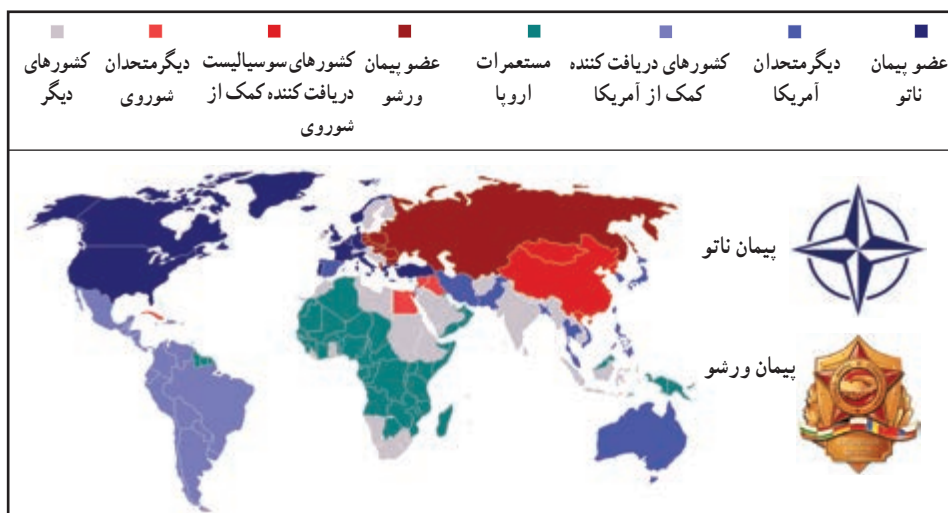 عضو پیمان
ناتو
دیگرمتحدان
آمریکا
کشورهای دریافت کننده
کمک از آمریکا
مستعمرات
اروپا
عضو پیمان
ورشو
کشورهای سوسیالیست
دریافت کننده کمک از
شوروی
دیگرمتحدان
شوروی
کشورهای
دیگر
پیمان ناتو
پیمان ورشو